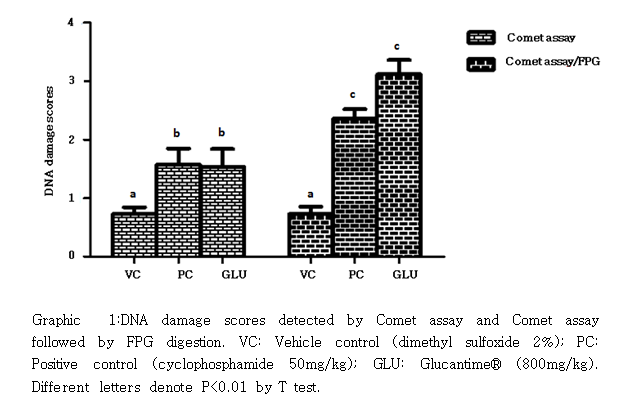 4
3
2
1
0
DNA damage scores
a
b
b
a
c
c
VC
PC
GLU
VC
PC
GLU
Comet assay
Comet assay/FPG
Graphic 1:DNA damage scores detected by Comet assay and Comet assay
followed by FPG digestion. VC: Vehicle control (dimethyl sulfoxide 2%); PC:
Positive control (cyclophosphamide 50mg/kg); GLU: Glucantime® (800mg/kg).
Different letters denote P<0.01 by T test.